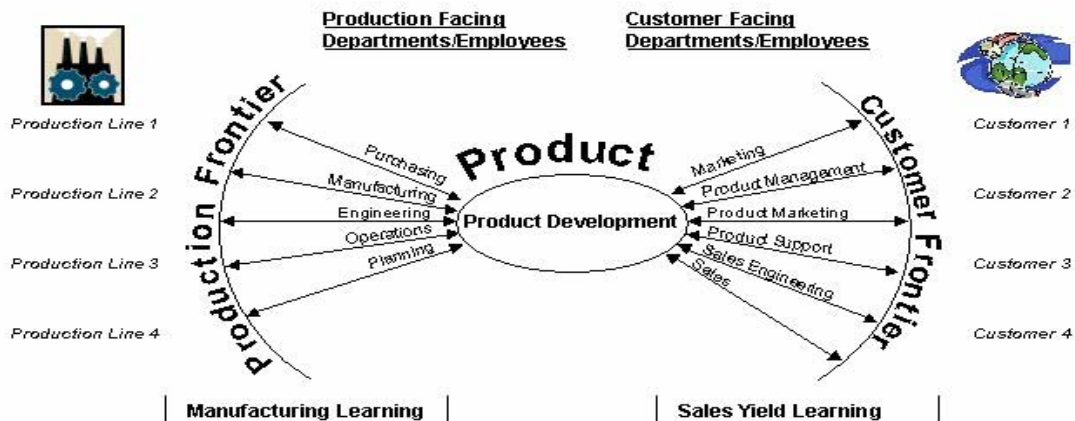 Production Facing
Departments/Employees
Customer Facing
Departments/Employees
Production Line 1
Production Line 2
Production Line 3
Production Line 4
Production Frontier
Purchasing
Manufacturing
Engineering
Operations
Planning
Product
Product Development
Marketing
Product Management
Product Marketing
Product Support
Sales Engineering
Sales
Customer Frontier
Customer 1
Customer 2
Customer 3
Customer 4
Manufacturing Learning
Sales Yield Learning